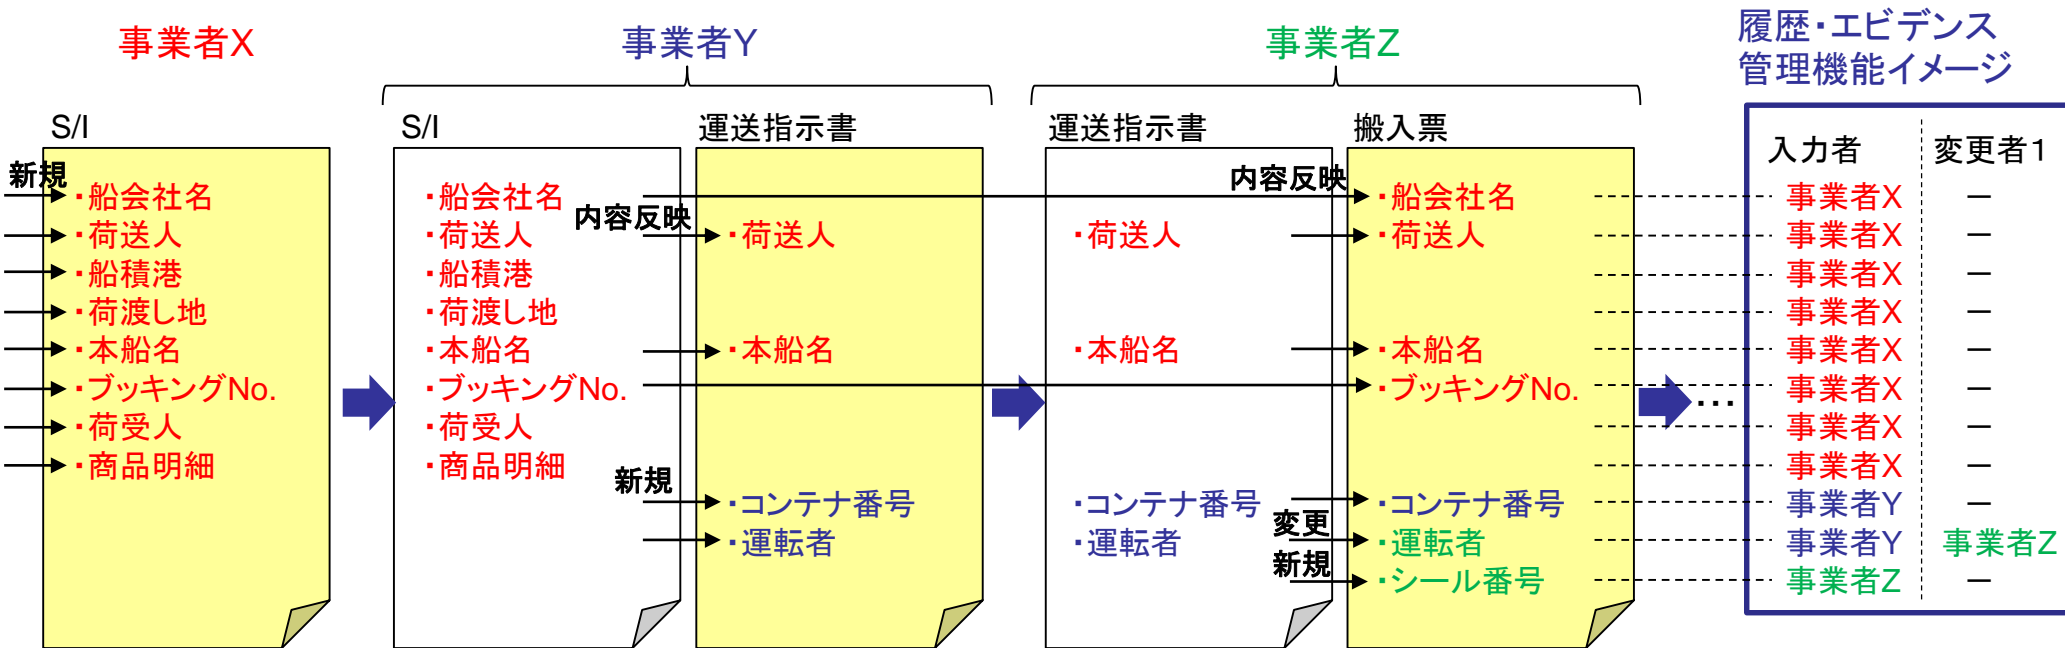 事業者X
事業者Y
事業者Z
履歴・エビデンス
管理機能イメージ
S/I
新規
・船会社名
・荷送人
・船積港
・荷渡し地
・本船名
・ブッキングNo.
・荷受人
・商品明細
S/I
・船会社名
・荷送人
・船積港
・荷渡し地
・本船名
・ブッキングNo.
・荷受人
・商品明細
運送指示書
内容反映
・荷送人
・本船名
新規
・コンテナ番号
・運転者
運送指示書
・荷送人
・本船名
・コンテナ番号
・運転者
搬入票
内容反映
・船会社名
・荷送人
・本船名
・ブッキングNo.
・コンテナ番号
変更
・運転者
新規
・シール番号
・・・
入力者 変更者1
事業者X ―
事業者X ―
事業者X ―
事業者X ―
事業者X ―
事業者X ―
事業者X ―
事業者X ―
事業者Y ―
事業者Y 事業者Z
事業者Z ―